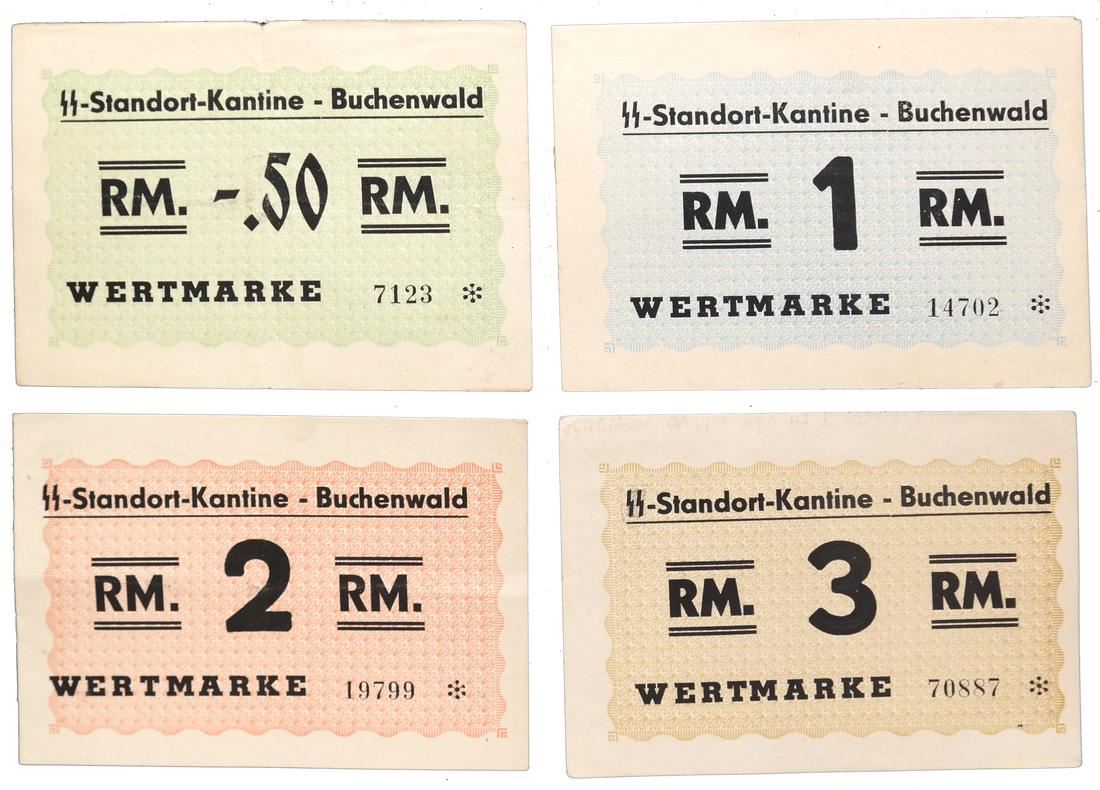 ᛋᛋ-Standort-Kantine - Buchenwald
RM. -.50 RM.
WERTMARKE 7123 *
ᛋᛋ-Standort-Kantine - Buchenwald
RM. 1 RM.
WERTMARKE 14702 *
ᛋᛋ-Standort-Kantine - Buchenwald
RM. 2 RM.
WERTMARKE 19799 *
ᛋᛋ-Standort-Kantine - Buchenwald
RM. 3 RM.
WERTMARKE 70887 *